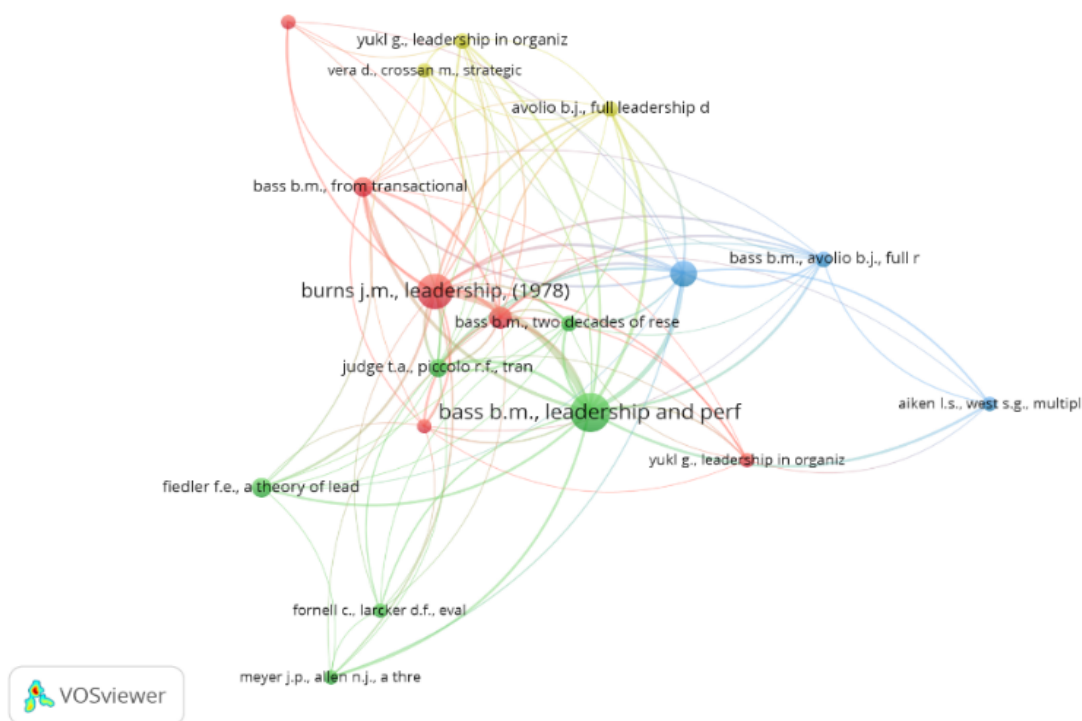 yukl g., leadership in organiz
vera d., crossan m., strategic
avolio b.j., full leadership d
bass b.m., from transactional
bass b.m., avolio b.j., full r
burns j.m., leadership, (1978)
bass b.m., two decades of rese
judge t.a., piccolo r.f., tran
aiken l.s., west s.g., multipl
bass b.m., leadership and perf
yukl g., leadership in organiz
fiedler f.e., a theory of lead
fornell c., larcker d.f., eval
meyer j.p., allen n.j., a thre
VOSviewer